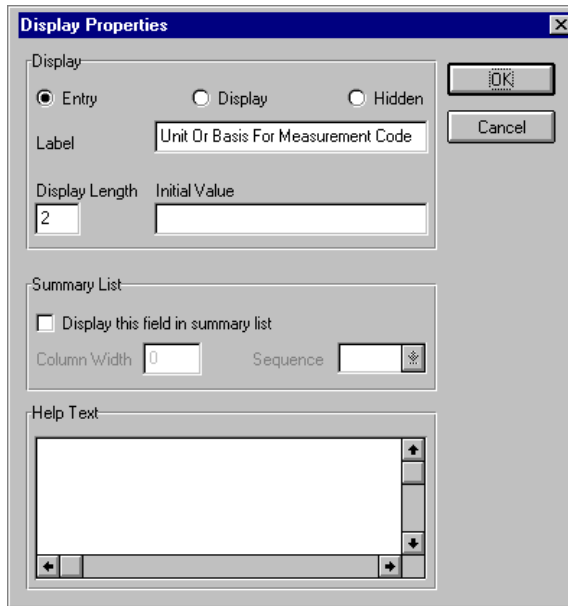 Display Properties
Display
Entry Display Hidden
OK
Cancel
Label Unit Or Basis For Measurement Code
Display Length Initial Value
2
Summary List
Display this field in summary list
Column Width 0 Sequence
Help Text